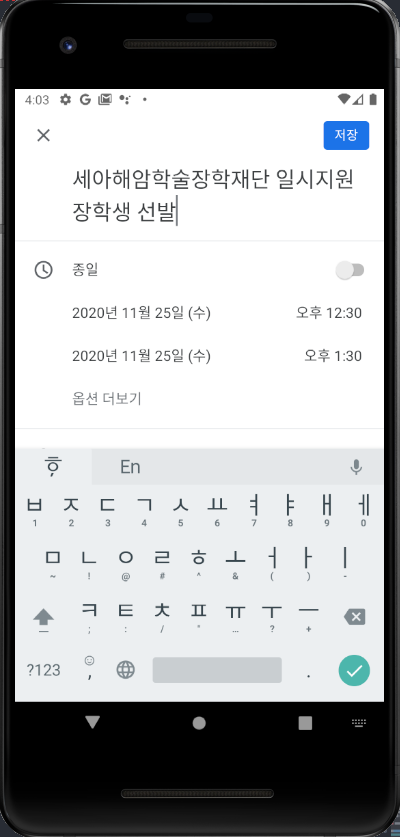 4:03
저장
세아해암학술장학재단 일시지원
장학생 선발
종일
2020년 11월 25일 (수) 오후 12:30
2020년 11월 25일 (수) 오후 1:30
옵션 더보기
En
ㅂ ㅈ ㄷ ㄱ ㅅ ㅛ ㅕ ㅑ ㅐ ㅔ
1 2 3 4 5 6 7 8 9 0
ㅁ ㄴ ㅇ ㄹ ㅎ ㅗ ㅓ ㅏ ㅣ
~ ! @ # ^ & ( ) -
ㅋ ㅌ ㅊ ㅍ ㅠ ㅜ ㅡ
; : / " … ? +
?123 , .